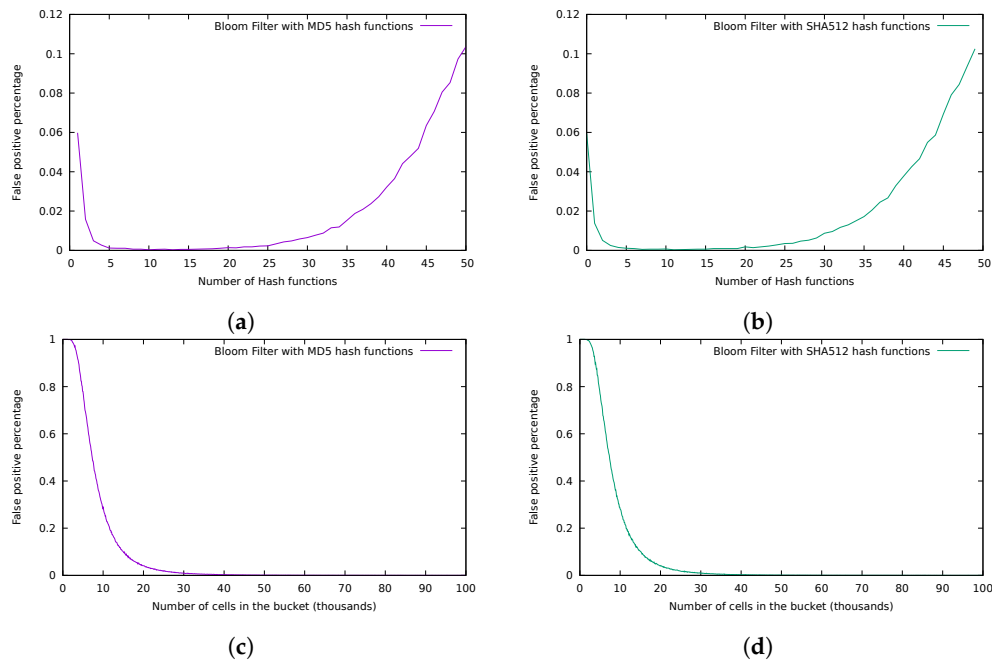 Bloom Filter with MD5 hash functions
False positive percentage
0.12
0.1
0.08
0.06
0.04
0.02
0
0 5 10 15 20 25 30 35 40 45 50
Number of Hash functions
(a)
Bloom Filter with SHA512 hash functions
False positive percentage
0.12
0.1
0.08
0.06
0.04
0.02
0
0 5 10 15 20 25 30 35 40 45 50
Number of Hash functions
(b)
Bloom Filter with MD5 hash functions
False positive percentage
1
0.8
0.6
0.4
0.2
0
0 10 20 30 40 50 60 70 80 90 100
Number of cells in the bucket (thousands)
(c)
Bloom Filter with SHA512 hash functions
False positive percentage
1
0.8
0.6
0.4
0.2
0
0 10 20 30 40 50 60 70 80 90 100
Number of cells in the bucket (thousands)
(d)